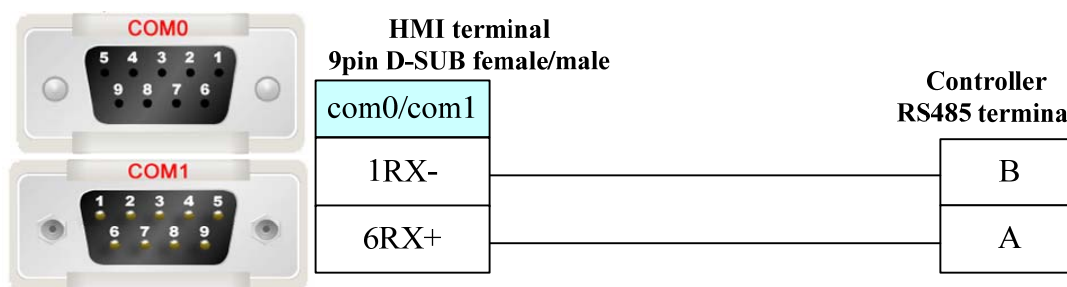 COM0
5 4 3 2 1
9 8 7 6
COM1
1 2 3 4 5
6 7 8 9
HMI terminal
9pin D-SUB female/male
com0/com1
1RX-
6RX+
Controller
RS485 termina
B
A